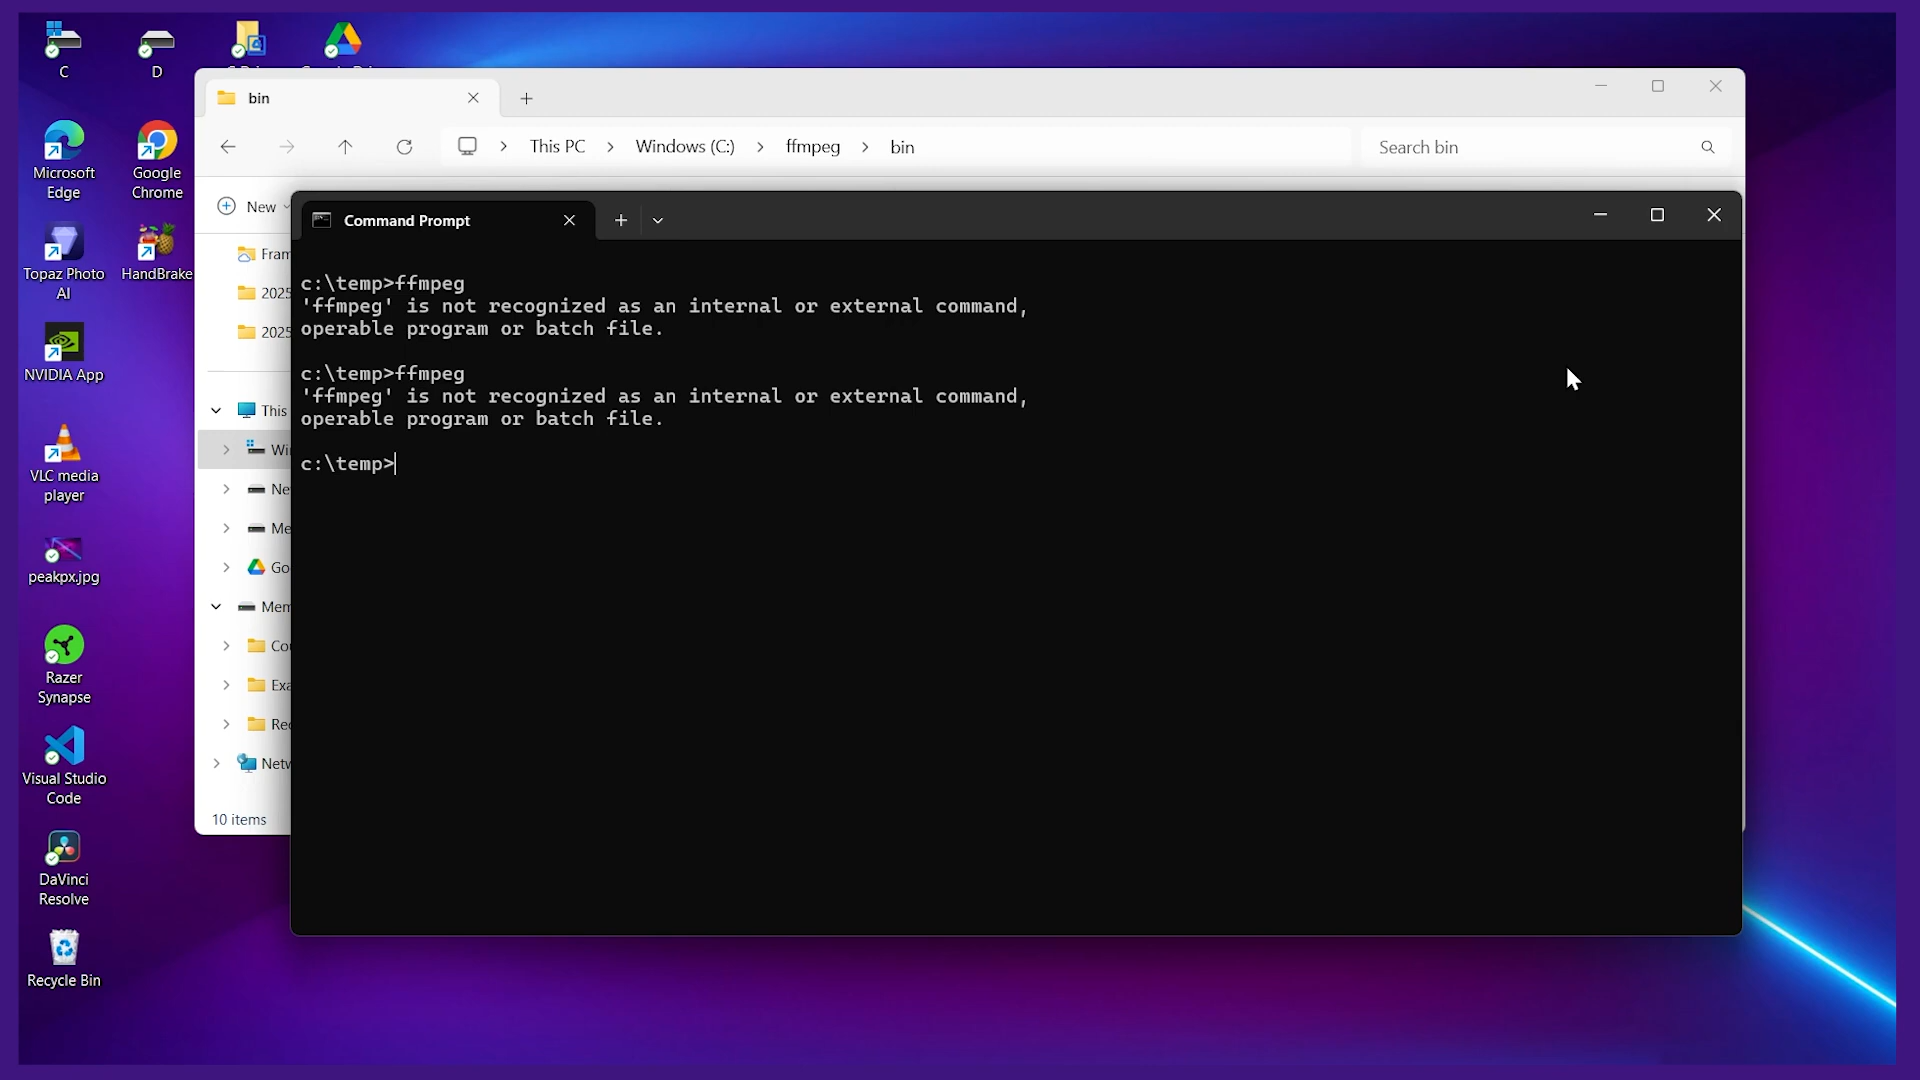 C
D
Microsoft
Edge
Google
Chrome
Topaz Photo
AI
HandBrake
NVIDIA App
VLC media
player
peakpx.jpg
Razer
Synapse
Visual Studio
Code
DaVinci
Resolve
Recycle Bin
bin
This PC > Windows (C:) > ffmpeg > bin
Search bin
New
2025
2025
This
10 items
Command Prompt
c:\temp>ffmpeg
'ffmpeg' is not recognized as an internal or external command,
operable program or batch file.
c:\temp>ffmpeg
'ffmpeg' is not recognized as an internal or external command,
operable program or batch file.
c:\temp>